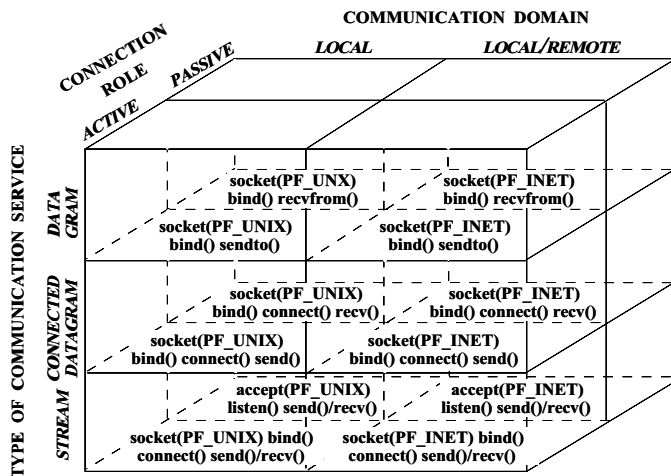 COMMUNICATION DOMAIN
LOCAL
LOCAL/REMOTE
CONNECTION
ROLE
PASSIVE
ACTIVE
TYPE OF COMMUNICATION SERVICE
DATA
GRAM
socket(PF_UNX)
bind() recvfrom()
socket(PF_INET)
bind() recvfrom()
socket(PF_UNIX)
bind() sendto()
socket(PF_INET)
bind() sendto()
CONNECTED
DATAGRAM
socket(PF_UNIX)
bind() connect() recv()
socket(PF_INET)
bind() connect() recv()
socket(PF_UNIX)
bind() connect() send()
socket(PF_INET)
bind() connect() send()
STREAM
accept(PF_UNIX)
listen() send()/recv()
accept(PF_INET)
listen() send()/recv()
socket(PF_UNIX) bind()
connect() send()/recv()
socket(PF_INET) bind()
connect() send()/recv()